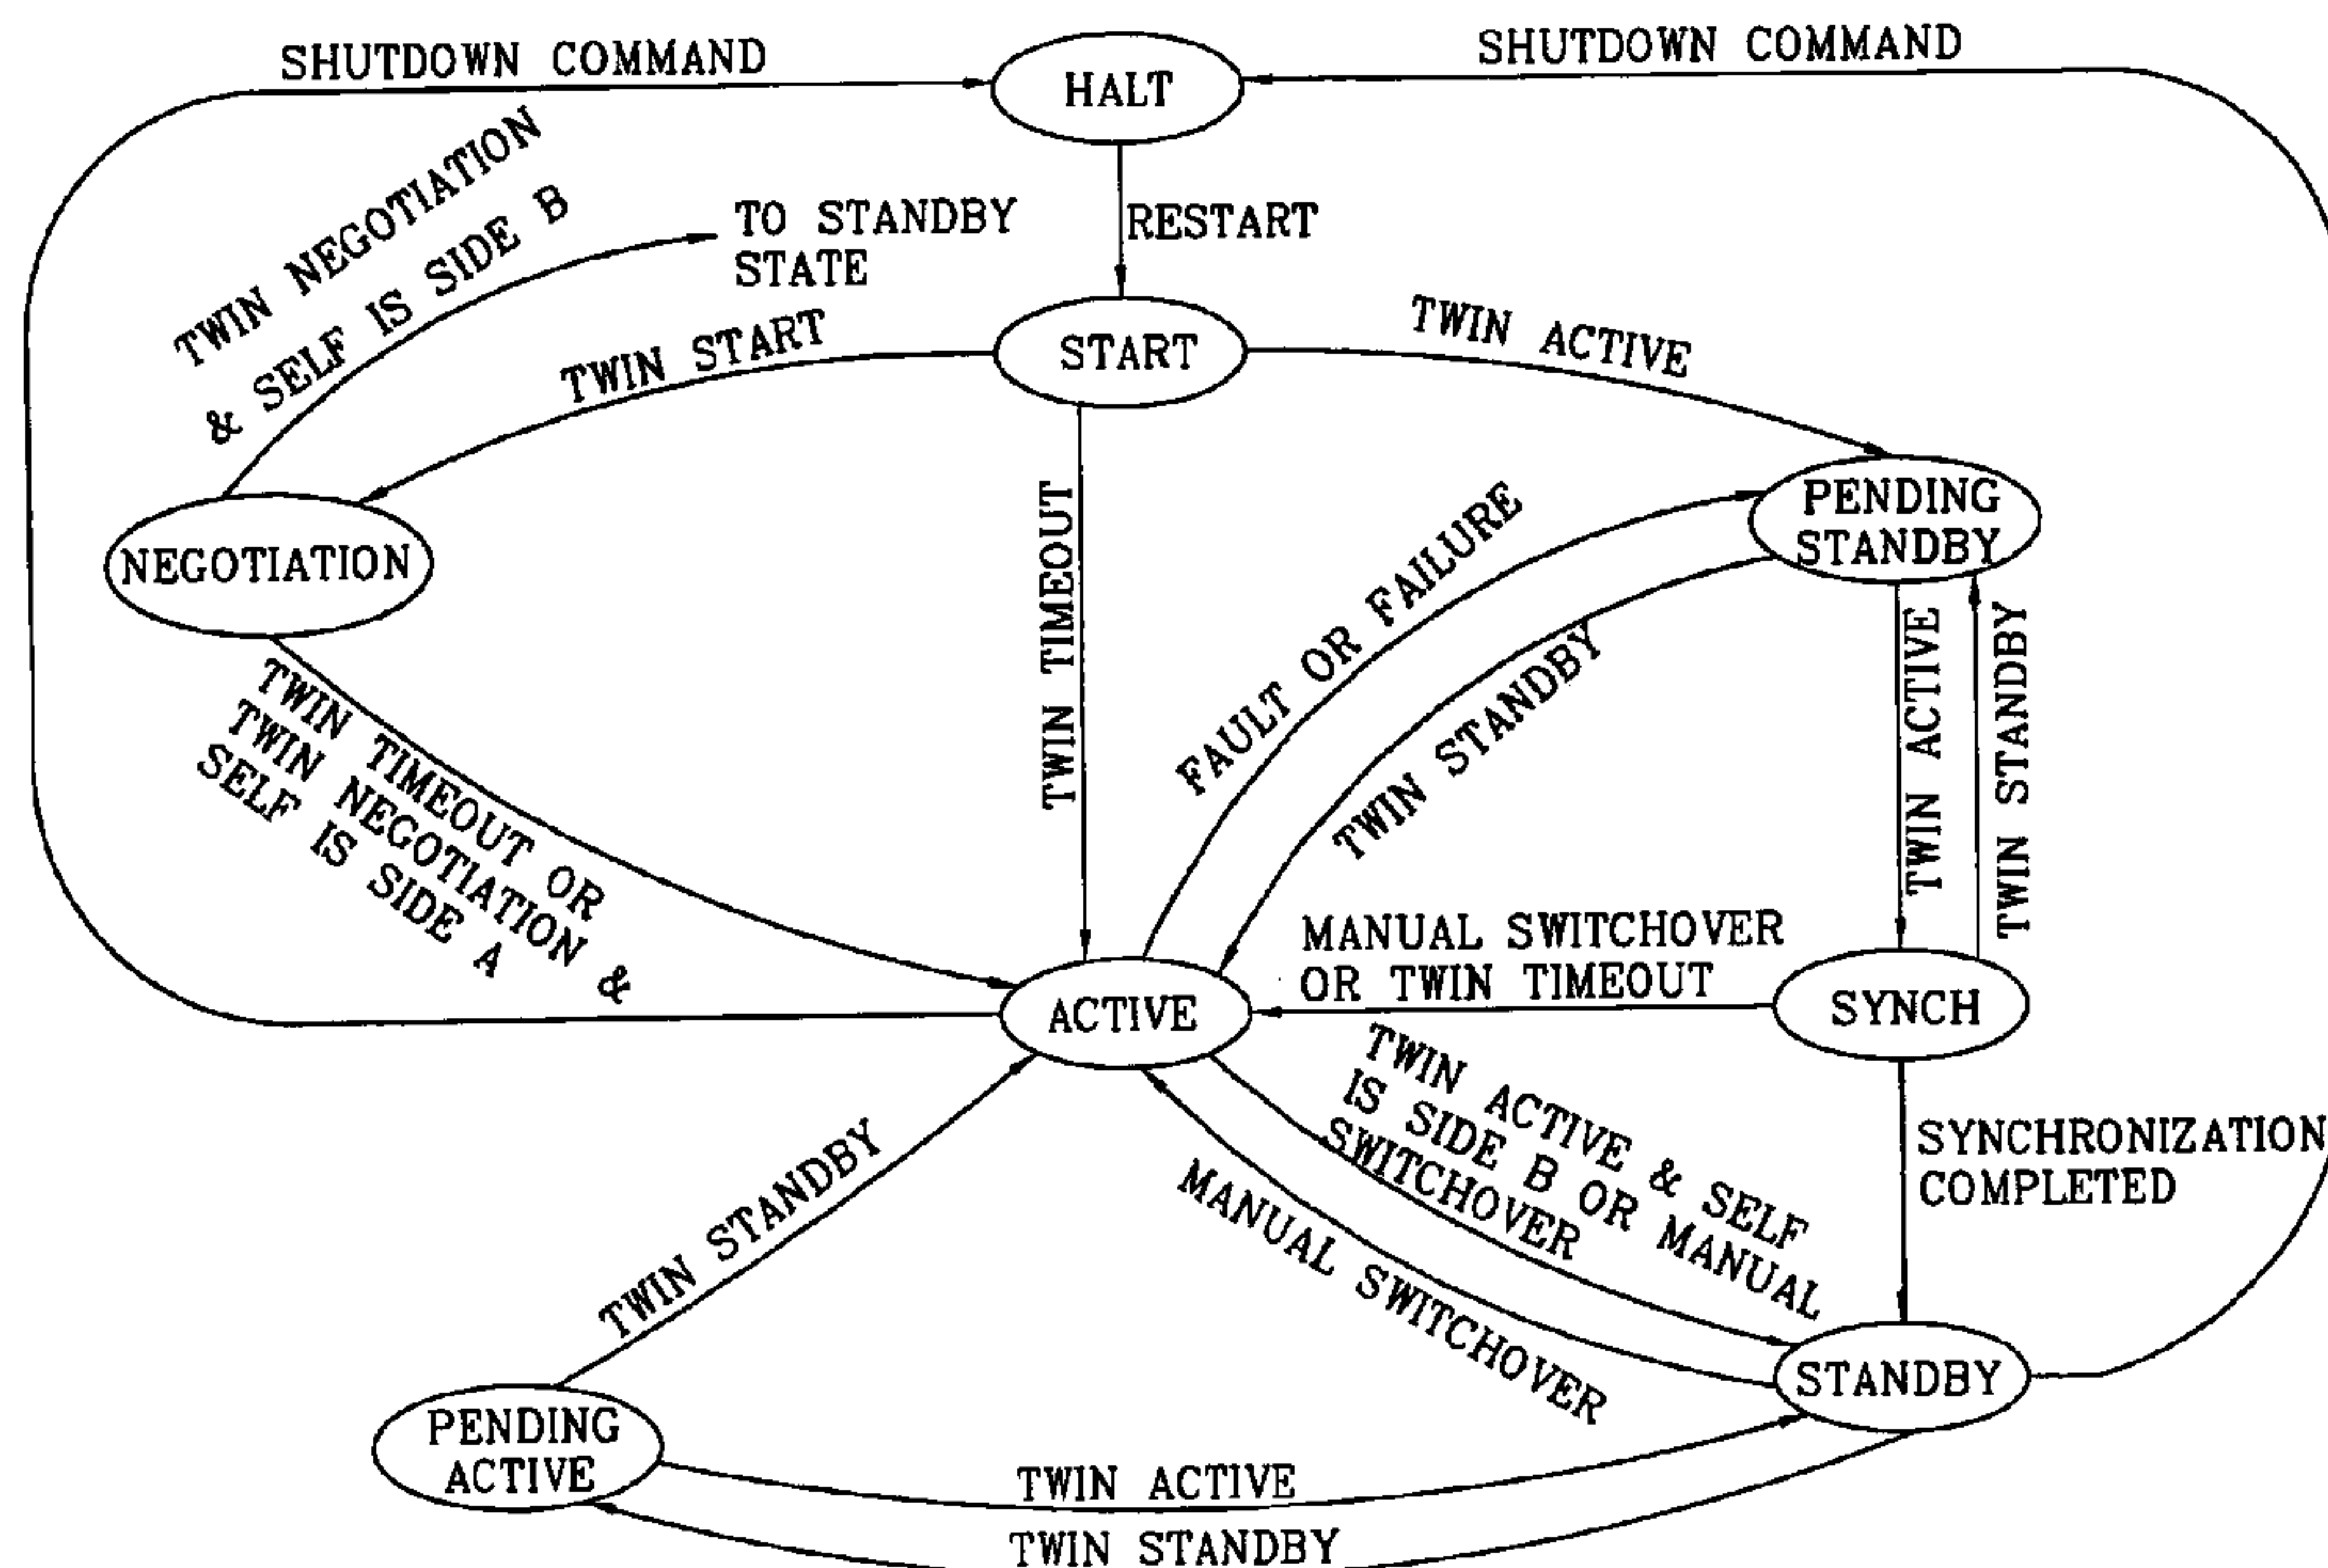 SHUTDOWN COMMAND
SHUTDOWN COMMAND
HALT
TWIN NEGOTIATION
& SELF IS SIDE B
TO STANDBY
STATE
RESTART
START
TWIN START
TWIN ACTIVE
PENDING
STANDBY
NEGOTIATION
TWIN TIMEOUT
FAULT OR FAILURE
TWIN STANDBY
TWIN ACTIVE
TWIN STANDBY
TWIN TIMEOUT OR
TWIN NEGOTIATION &
SELF IS SIDE A
MANUAL SWITCHOVER
OR TWIN TIMEOUT
ACTIVE
SYNCH
TWIN ACTIVE & SELF
IS SIDE B OR MANUAL
SWITCHOVER
SYNCHRONIZATION
COMPLETED
MANUAL SWITCHOVER
TWIN STANDBY
STANDBY
PENDING
ACTIVE
TWIN ACTIVE
TWIN STANDBY